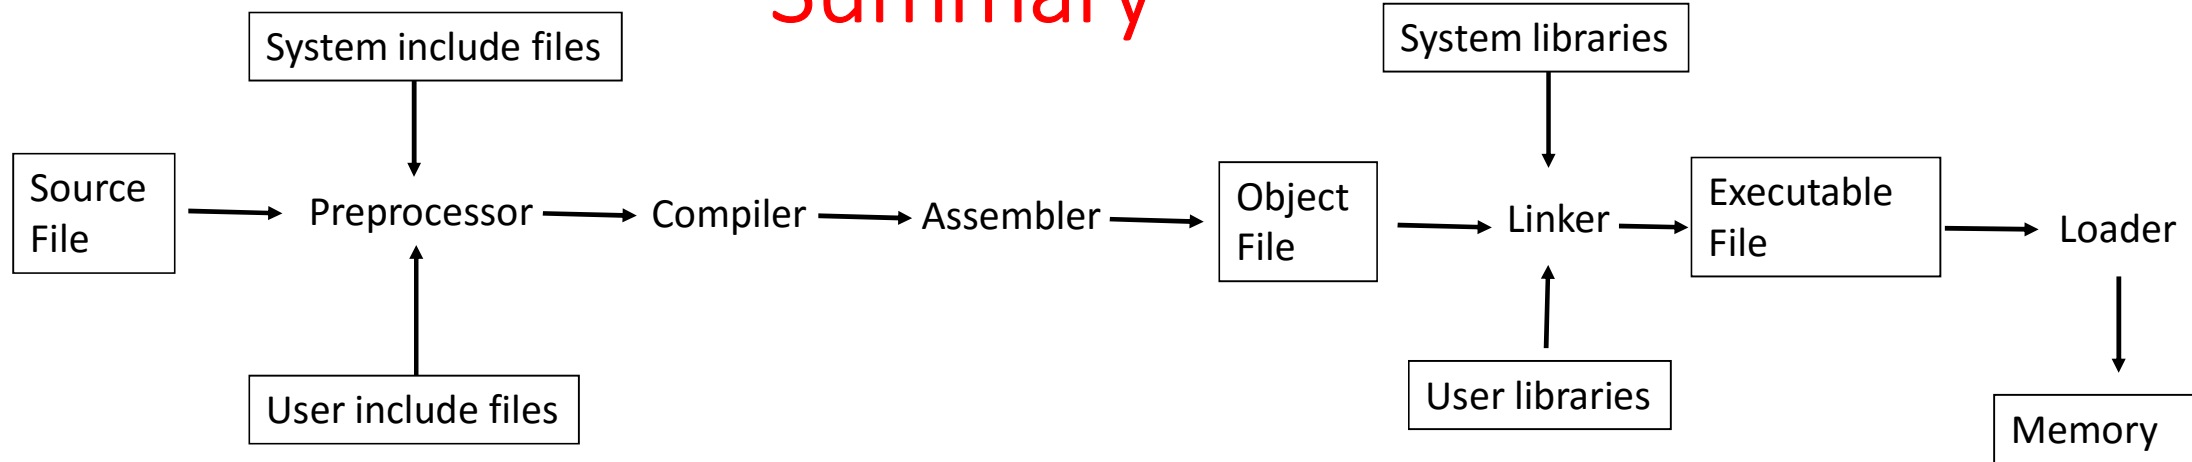 Summary
System include files
System libraries
Source
File
Preprocessor
Compiler
Assembler
Object
File
Linker
Executable
File
Loader
User include files
User libraries
Memory